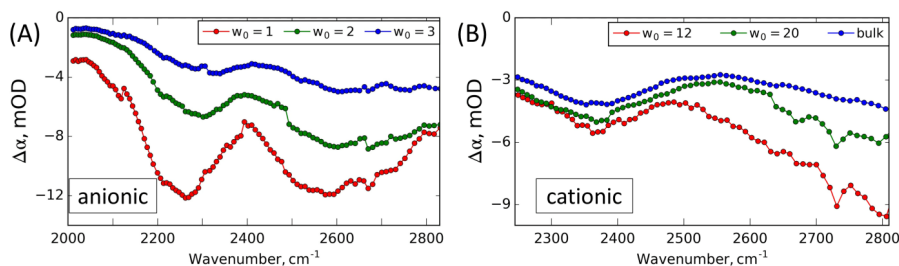 (A)
w₀ = 1 w₀ = 2 w₀ = 3
0
−4
−8
−12
Δα, mOD
anionic
2000 2200 2400 2600 2800
Wavenumber, cm⁻¹
(B)
w₀ = 12 w₀ = 20 bulk
0
−3
−6
−9
Δα, mOD
cationic
2300 2400 2500 2600 2700 2800
Wavenumber, cm⁻¹